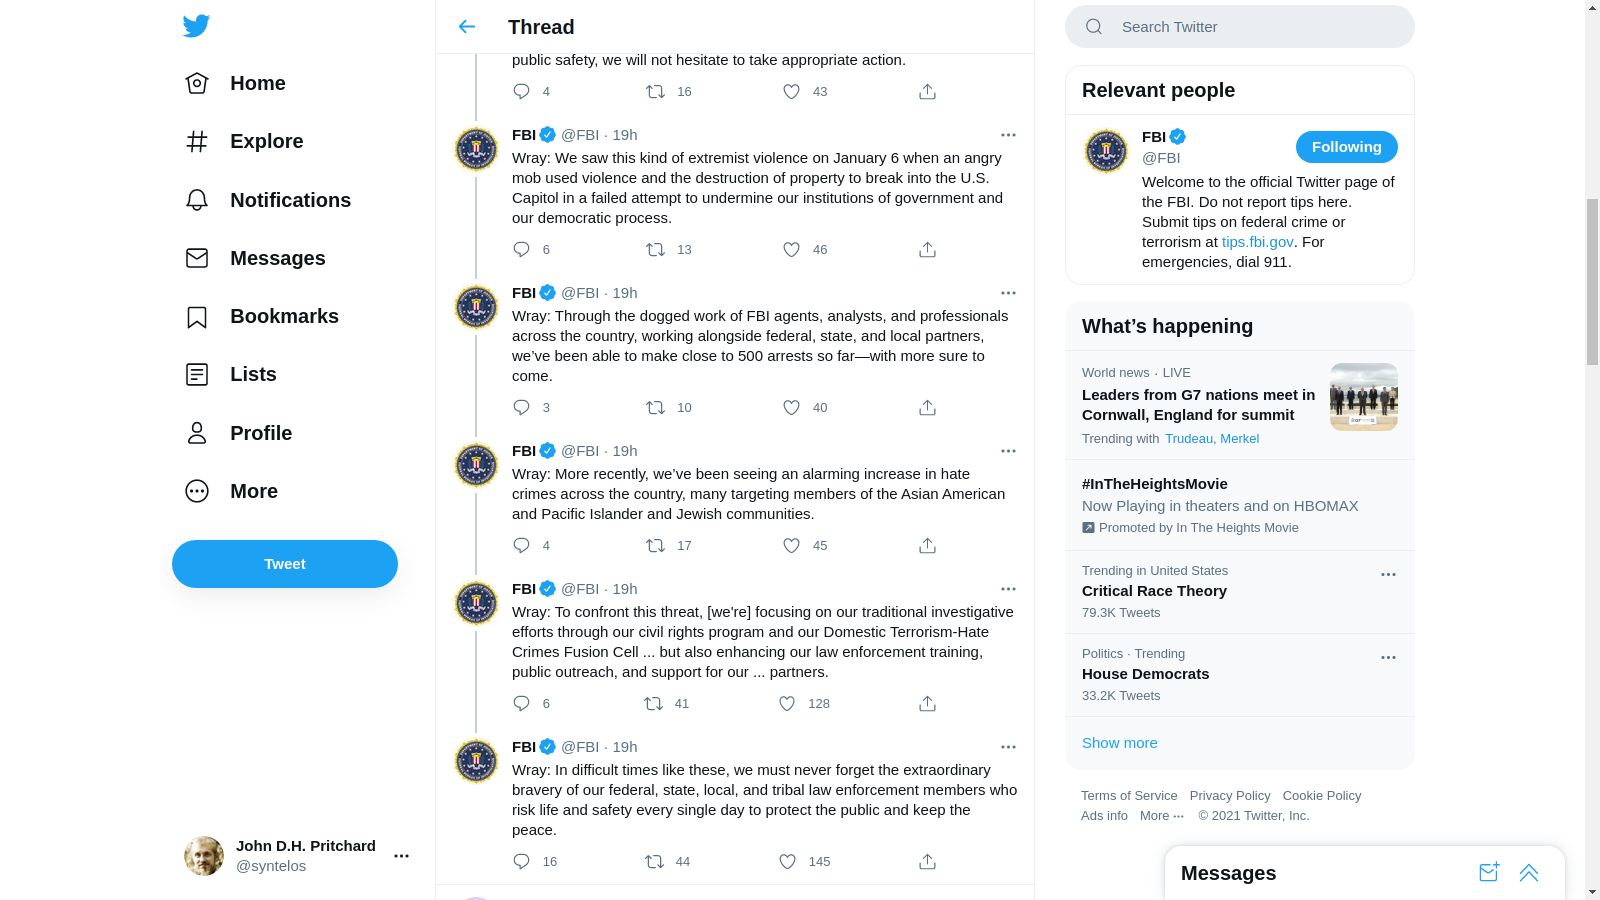 Home
Explore
Notifications
Messages
Bookmarks
Lists
Profile
More
Tweet
John D.H. Pritchard
@syntelos
Thread
public safety, we will not hesitate to take appropriate action.
4 16 43
FBI @FBI · 19h
Wray: We saw this kind of extremist violence on January 6 when an angry
mob used violence and the destruction of property to break into the U.S.
Capitol in a failed attempt to undermine our institutions of government and
our democratic process.
6 13 46
FBI @FBI · 19h
Wray: Through the dogged work of FBI agents, analysts, and professionals
across the country, working alongside federal, state, and local partners,
we’ve been able to make close to 500 arrests so far—with more sure to
come.
3 10 40
FBI @FBI · 19h
Wray: More recently, we’ve been seeing an alarming increase in hate
crimes across the country, many targeting members of the Asian American
and Pacific Islander and Jewish communities.
4 17 45
FBI @FBI · 19h
Wray: To confront this threat, [we're] focusing on our traditional investigative
efforts through our civil rights program and our Domestic Terrorism-Hate
Crimes Fusion Cell ... but also enhancing our law enforcement training,
public outreach, and support for our ... partners.
6 41 128
FBI @FBI · 19h
Wray: In difficult times like these, we must never forget the extraordinary
bravery of our federal, state, local, and tribal law enforcement members who
risk life and safety every single day to protect the public and keep the
peace.
16 44 145
Search Twitter
Relevant people
FBI
@FBI
Following
Welcome to the official Twitter page of
the FBI. Do not report tips here.
Submit tips on federal crime or
terrorism at tips.fbi.gov. For
emergencies, dial 911.
What’s happening
World news · LIVE
Leaders from G7 nations meet in
Cornwall, England for summit
Trending with Trudeau, Merkel
#InTheHeightsMovie
Now Playing in theaters and on HBOMAX
Promoted by In The Heights Movie
Trending in United States
Critical Race Theory
79.3K Tweets
Politics · Trending
House Democrats
33.2K Tweets
Show more
Terms of Service Privacy Policy Cookie Policy
Ads info More ··· © 2021 Twitter, Inc.
Messages